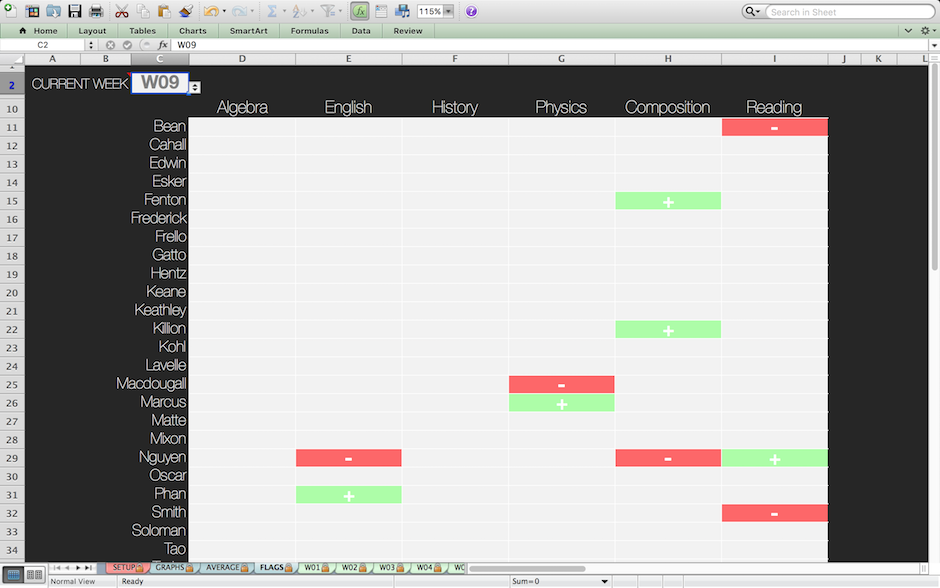 115%
Search in Sheet
Home Layout Tables Charts SmartArt Formulas Data Review
C2 fx W09
A B C D E F G H I J K L
2 CURRENT WEEK W09
10 Algebra English History Physics Composition Reading
11 Bean -
12 Cahall
13 Edwin
14 Esker
15 Fenton +
16 Frederick
17 Frello
18 Gatto
19 Hentz
20 Keane
21 Keathley
22 Killion +
23 Kohl
24 Lavelle
25 Macdougall -
26 Marcus +
27 Matte
28 Mixon
29 Nguyen - - +
30 Oscar
31 Phan +
32 Smith -
33 Soloman
34 Tao
SETUP GRAPHS AVERAGE FLAGS W01 W02 W03 W04
Normal View Ready Sum=0